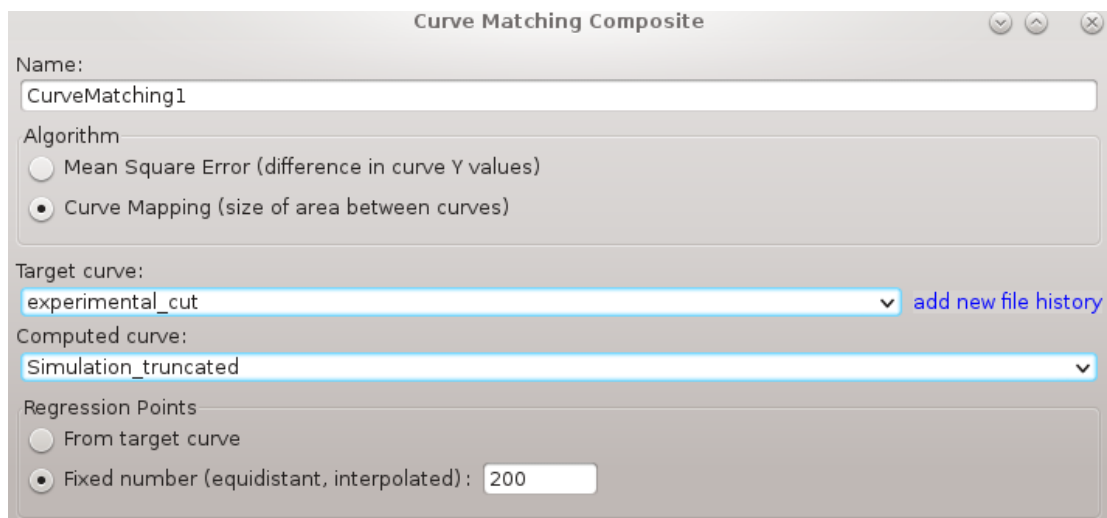 Curve Matching Composite
Name:
CurveMatching1
Algorithm
Mean Square Error (difference in curve Y values)
Curve Mapping (size of area between curves)
Target curve:
experimental_cut add new file history
Computed curve:
Simulation_truncated
Regression Points
From target curve
Fixed number (equidistant, interpolated): 200